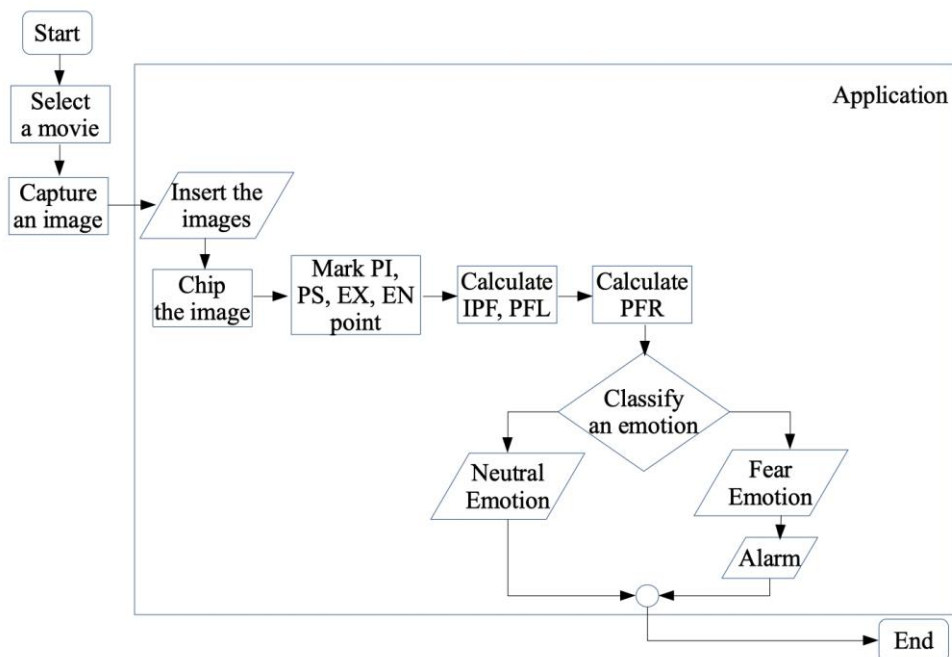 Start
Application
Select
a movie
Capture
an image
Insert the
images
Chip
the image
Mark PI,
PS, EX, EN
point
Calculate
IPF, PFL
Calculate
PFR
Classify
an emotion
Neutral
Emotion
Fear
Emotion
Alarm
End